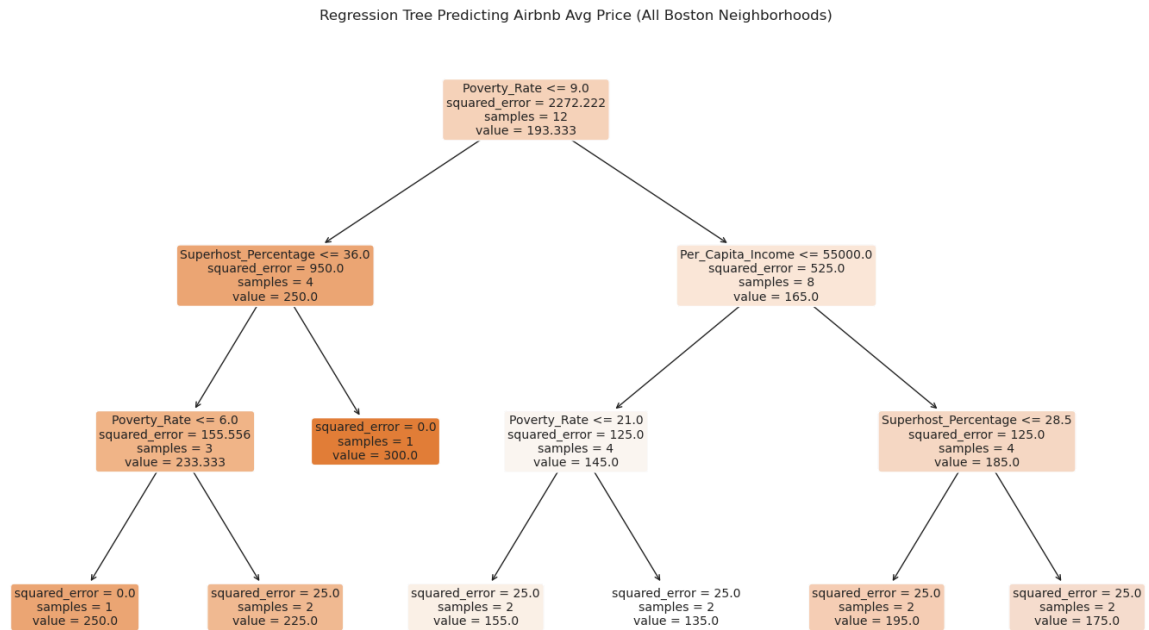 Regression Tree Predicting Airbnb Avg Price (All Boston Neighborhoods)
Poverty_Rate <= 9.0
squared_error = 2272.222
samples = 12
value = 193.333
Superhost_Percentage <= 36.0
squared_error = 950.0
samples = 4
value = 250.0
Per_Capita_Income <= 55000.0
squared_error = 525.0
samples = 8
value = 165.0
Poverty_Rate <= 6.0
squared_error = 155.556
samples = 3
value = 233.333
squared_error = 0.0
samples = 1
value = 300.0
Poverty_Rate <= 21.0
squared_error = 125.0
samples = 4
value = 145.0
Superhost_Percentage <= 28.5
squared_error = 125.0
samples = 4
value = 185.0
squared_error = 0.0
samples = 1
value = 250.0
squared_error = 25.0
samples = 2
value = 225.0
squared_error = 25.0
samples = 2
value = 155.0
squared_error = 25.0
samples = 2
value = 135.0
squared_error = 25.0
samples = 2
value = 195.0
squared_error = 25.0
samples = 2
value = 175.0